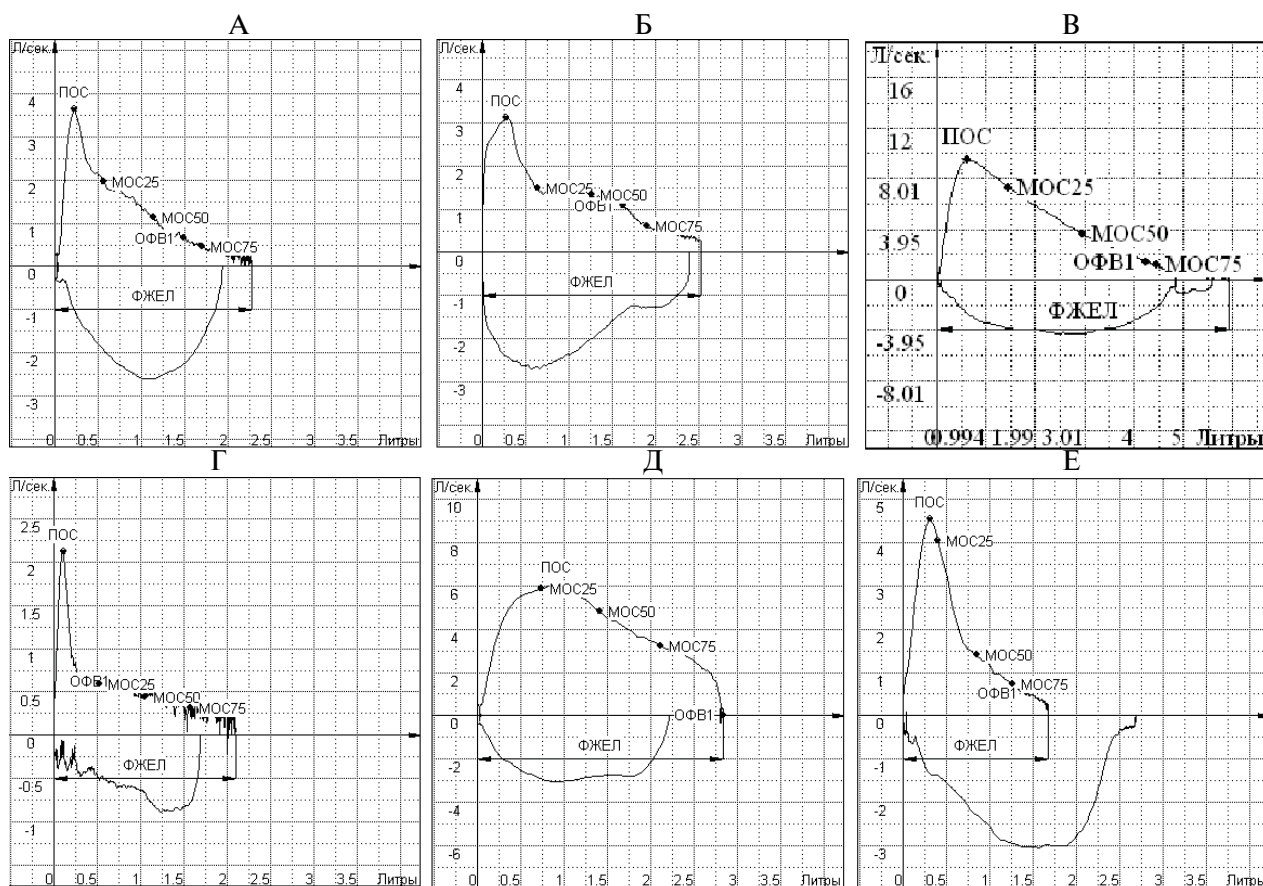 А
Л/сек.
4
3
2
1
0
-1
-2
-3
ПОС
МОС25
МОС50
ОФВ1
МОС75
ФЖЕЛ
0 0.5 1 1.5 2 2.5 3 3.5 Литры
Б
Л/сек.
4
3
2
1
0
-1
-2
-3
ПОС
МОС25 МОС50
ОФВ1
МОС75
ФЖЕЛ
0 0.5 1 1.5 2 2.5 3 3.5 Литры
В
Л/сек.
16
12
8.01
3.95
0
-3.95
-8.01
ПОС
МОС25
МОС50
ОФВ1 МОС75
ФЖЕЛ
0 0.994 1.99 3.01 4 5 Литры
Г
Л/сек.
2.5
2
1.5
1
0.5
0
-0.5
-1
ПОС
ОФВ1 МОС25
МОС50
МОС75
ФЖЕЛ
0 0.5 1 1.5 2 2.5 3 3.5 Литры
Д
Л/сек.
10
8
6
4
2
0
-2
-4
-6
ПОС
МОС25
МОС50
МОС75
ОФВ1
ФЖЕЛ
0 0.5 1 1.5 2 2.5 3 3.5 Литры
Е
Л/сек.
5
4
5
2
1
0
-1
-2
-3
ПОС
МОС25
МОС50
МОС75
ОФВ1
ФЖЕЛ
0 0.5 1 1.5 2 2.5 3 3.5 Литры